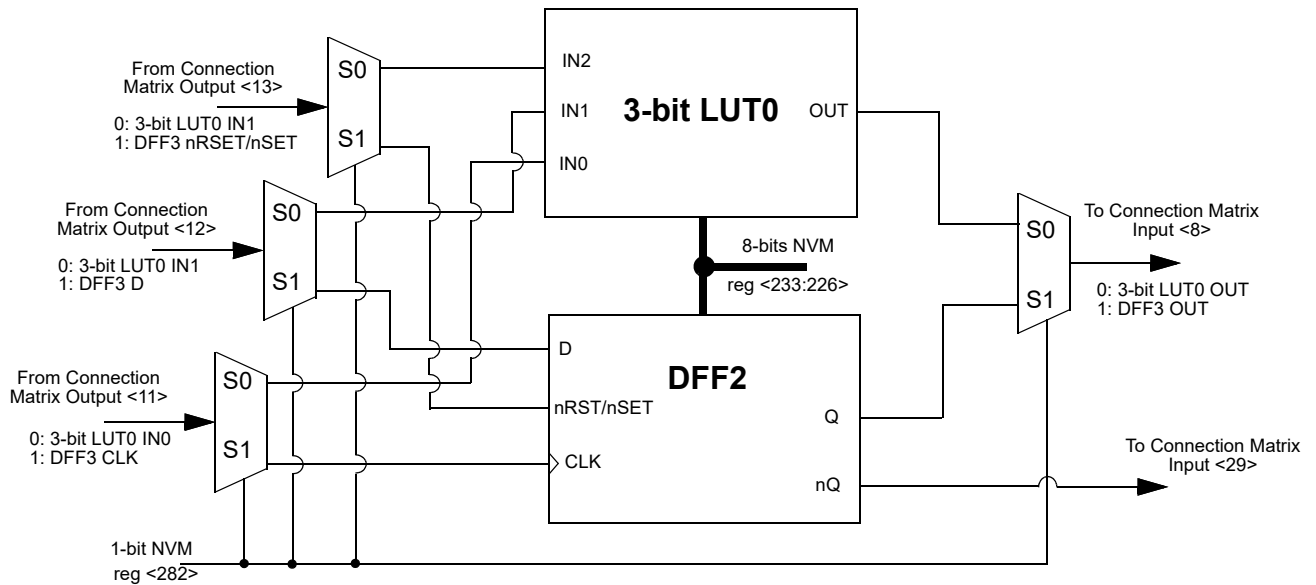 From Connection
Matrix Output <13>
0: 3-bit LUT0 IN1
1: DFF3 nRSET/nSET
S0
S1
From Connection
Matrix Output <12>
0: 3-bit LUT0 IN1
1: DFF3 D
S0
S1
From Connection
Matrix Output <11>
0: 3-bit LUT0 IN0
1: DFF3 CLK
S0
S1
1-bit NVM
reg <282>
IN2
IN1
IN0
3-bit LUT0
OUT
8-bits NVM
reg <233:226>
D
nRST/nSET
CLK
DFF2
Q
nQ
S0
S1
To Connection Matrix
Input <8>
0: 3-bit LUT0 OUT
1: DFF3 OUT
To Connection Matrix
Input <29>